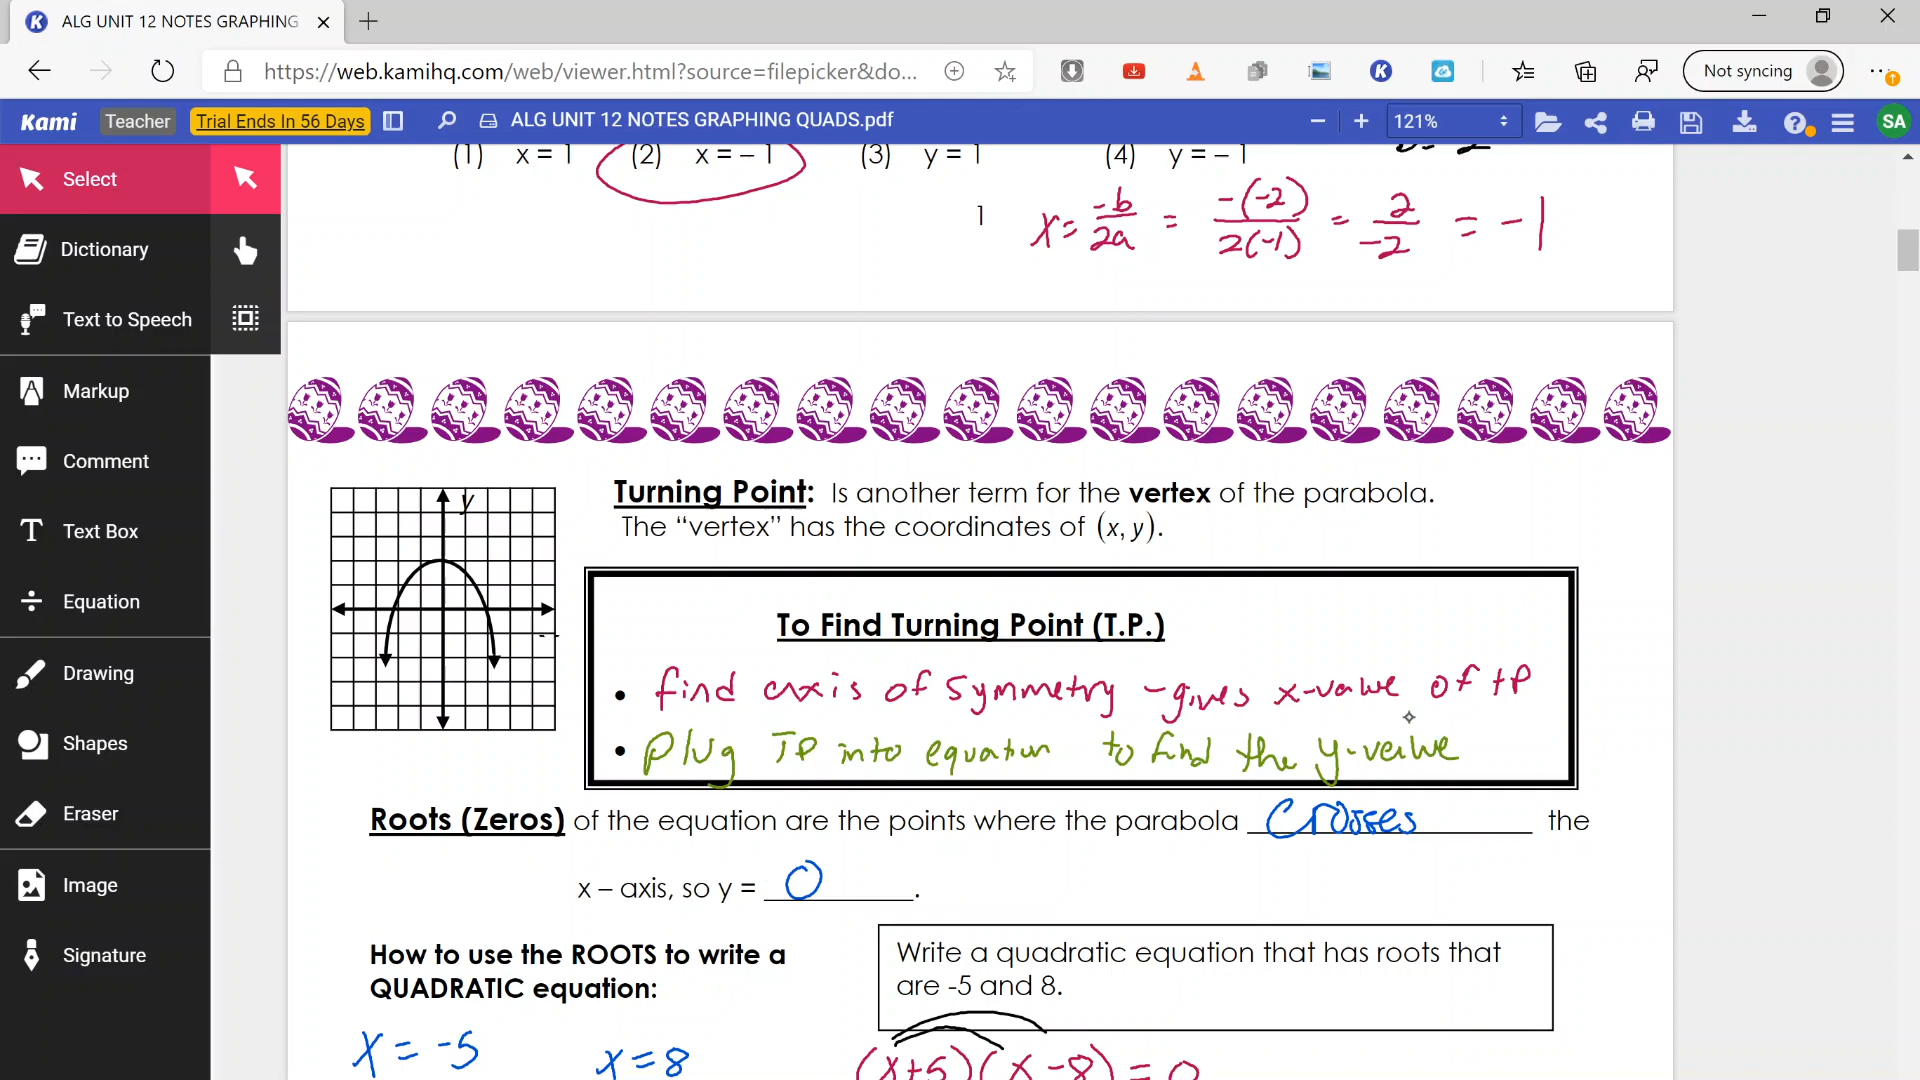 ALG UNIT 12 NOTES GRAPHING
https://web.kamihq.com/web/viewer.html?source=filepicker&do...
Not syncing
Kami
Teacher
Trial Ends In 56 Days
ALG UNIT 12 NOTES GRAPHING QUADS.pdf
121%
SA
Select
Dictionary
Text to Speech
Markup
Comment
Text Box
Equation
Drawing
Shapes
Eraser
Image
Signature
(1) x = 1 (2) x = – 1 (3) y = 1 (4) y = – 1
1
x = -b/2a = -(-2)/2(-1) = 2/-2 = -1
y
Turning Point: Is another term for the vertex of the parabola.
The “vertex” has the coordinates of (x, y).
To Find Turning Point (T.P.)
• find axis of symmetry - gives x-value of tP
• Plug TP into equation to find the y-value
Roots (Zeros) of the equation are the points where the parabola crosses the
x – axis, so y = 0.
How to use the ROOTS to write a
QUADRATIC equation:
Write a quadratic equation that has roots that
are -5 and 8.
x = -5 x = 8 (x+5)(x-8) = 0